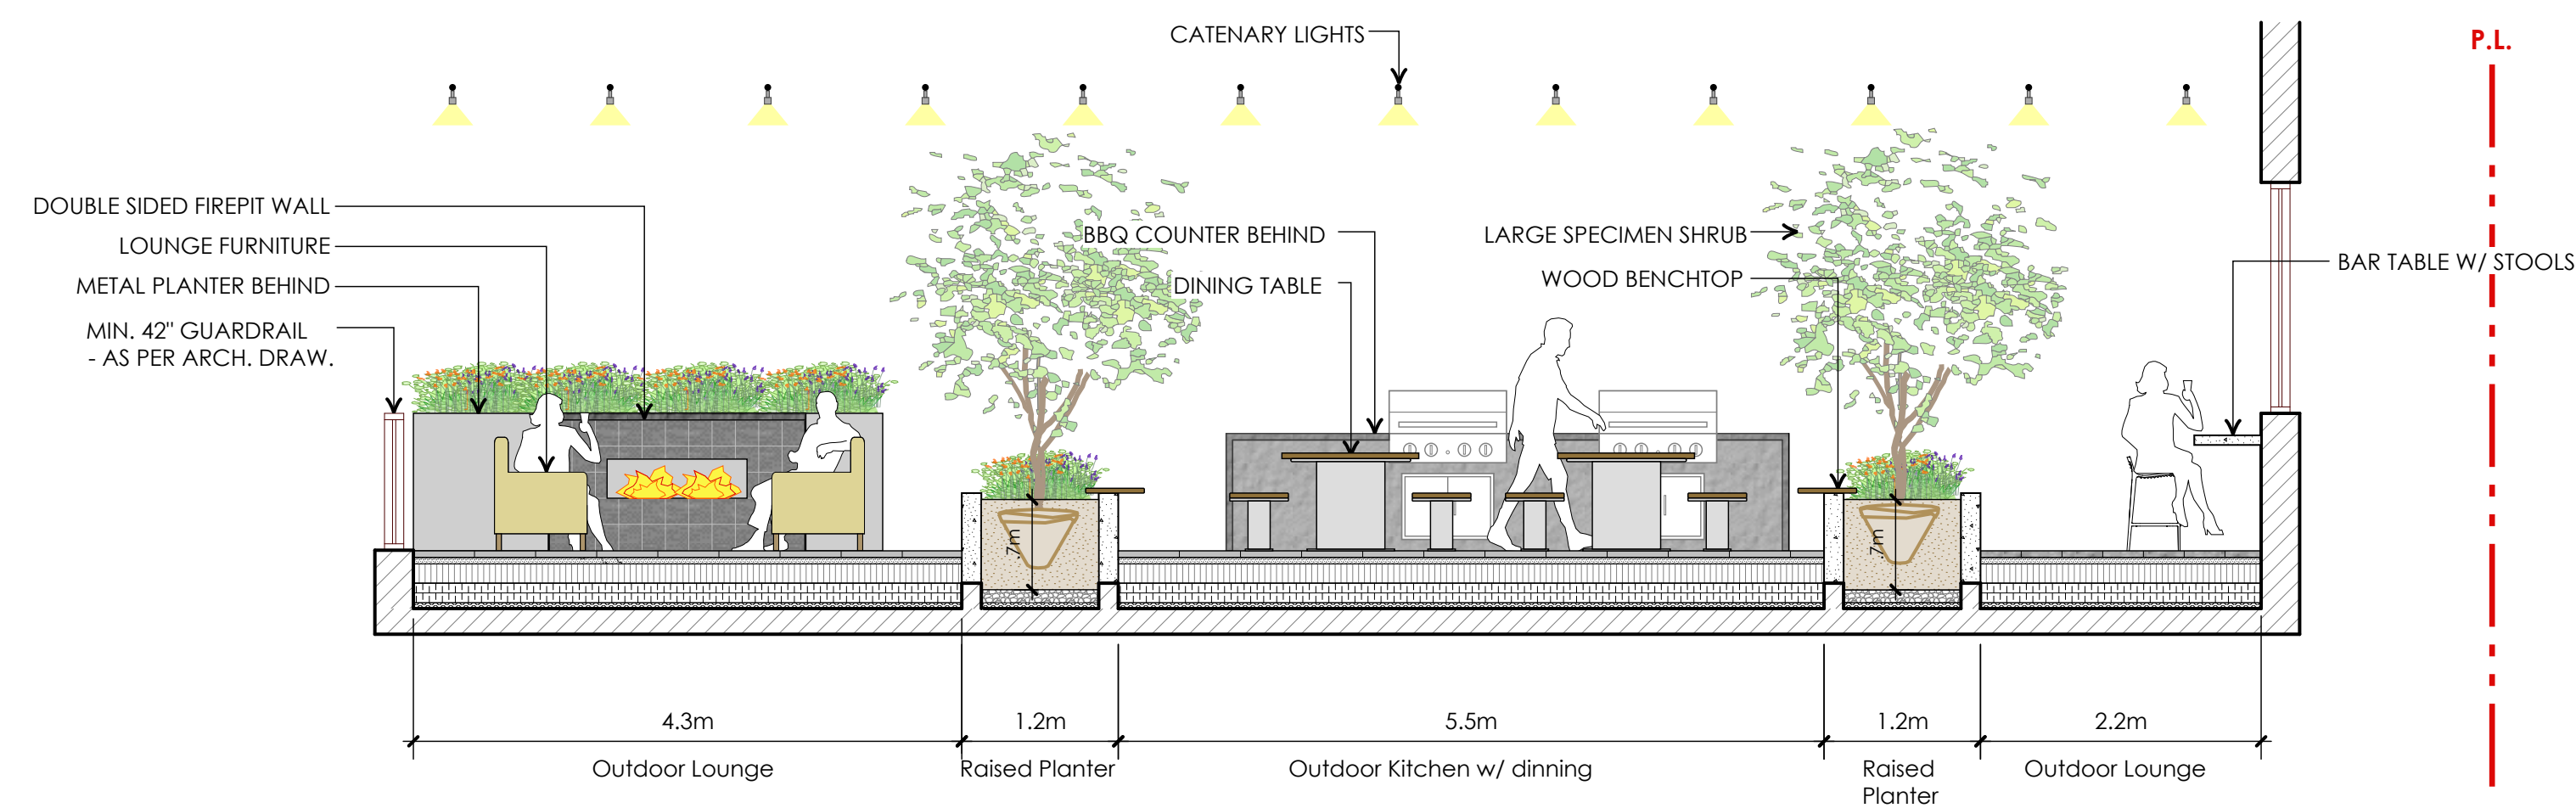 CATENARY LIGHTS
P.L.
DOUBLE SIDED FIREPIT WALL
LOUNGE FURNITURE
METAL PLANTER BEHIND
MIN. 42" GUARDRAIL
- AS PER ARCH. DRAW.
BBQ COUNTER BEHIND
DINING TABLE
LARGE SPECIMEN SHRUB
WOOD BENCHTOP
BAR TABLE W/ STOOLS
.7m
.7m
4.3m
1.2m
5.5m
1.2m
2.2m
Outdoor Lounge
Raised Planter
Outdoor Kitchen w/ dinning
Raised
Planter
Outdoor Lounge